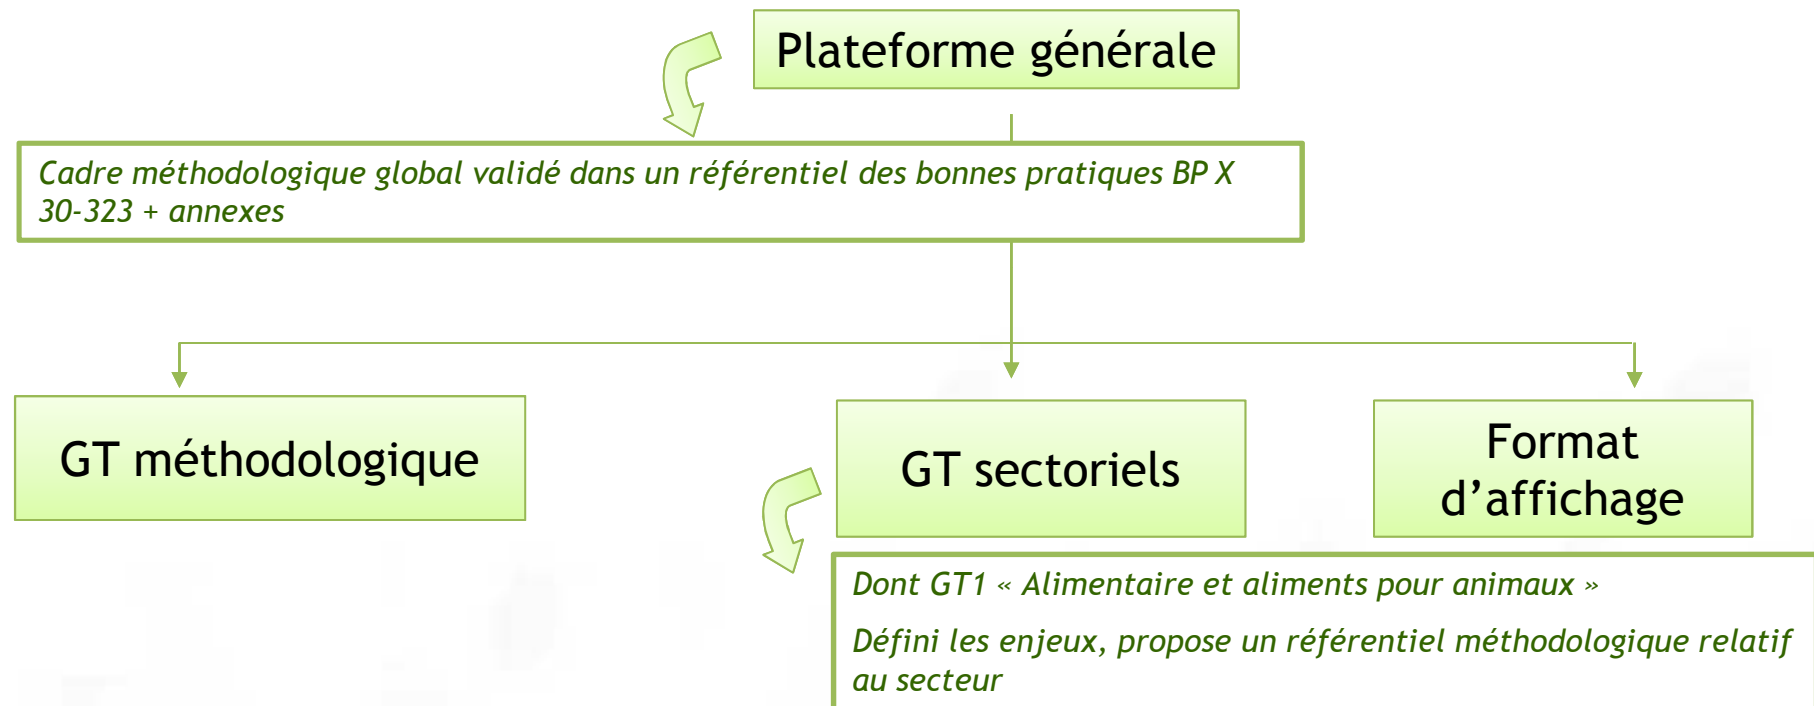 Plateforme générale
Cadre méthodologique global validé dans un référentiel des bonnes pratiques BP X
30-323 + annexes
GT méthodologique
GT sectoriels
Format
d’affichage
Dont GT1 « Alimentaire et aliments pour animaux »
Défini les enjeux, propose un référentiel méthodologique relatif
au secteur